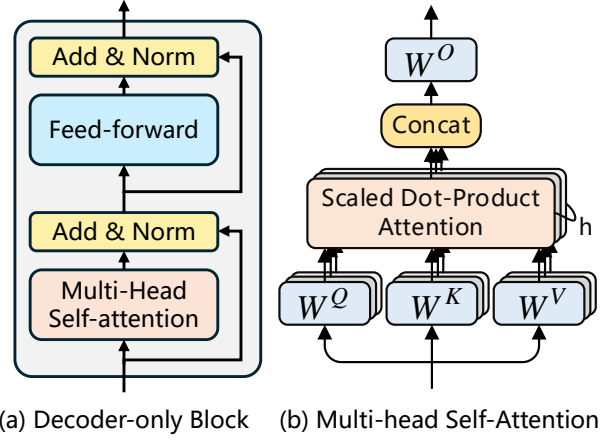 Add & Norm
Feed-forward
Add & Norm
Multi-Head
Self-attention
(a) Decoder-only Block
W^O
Concat
Scaled Dot-Product
Attention
h
W^Q W^K W^V
(b) Multi-head Self-Attention